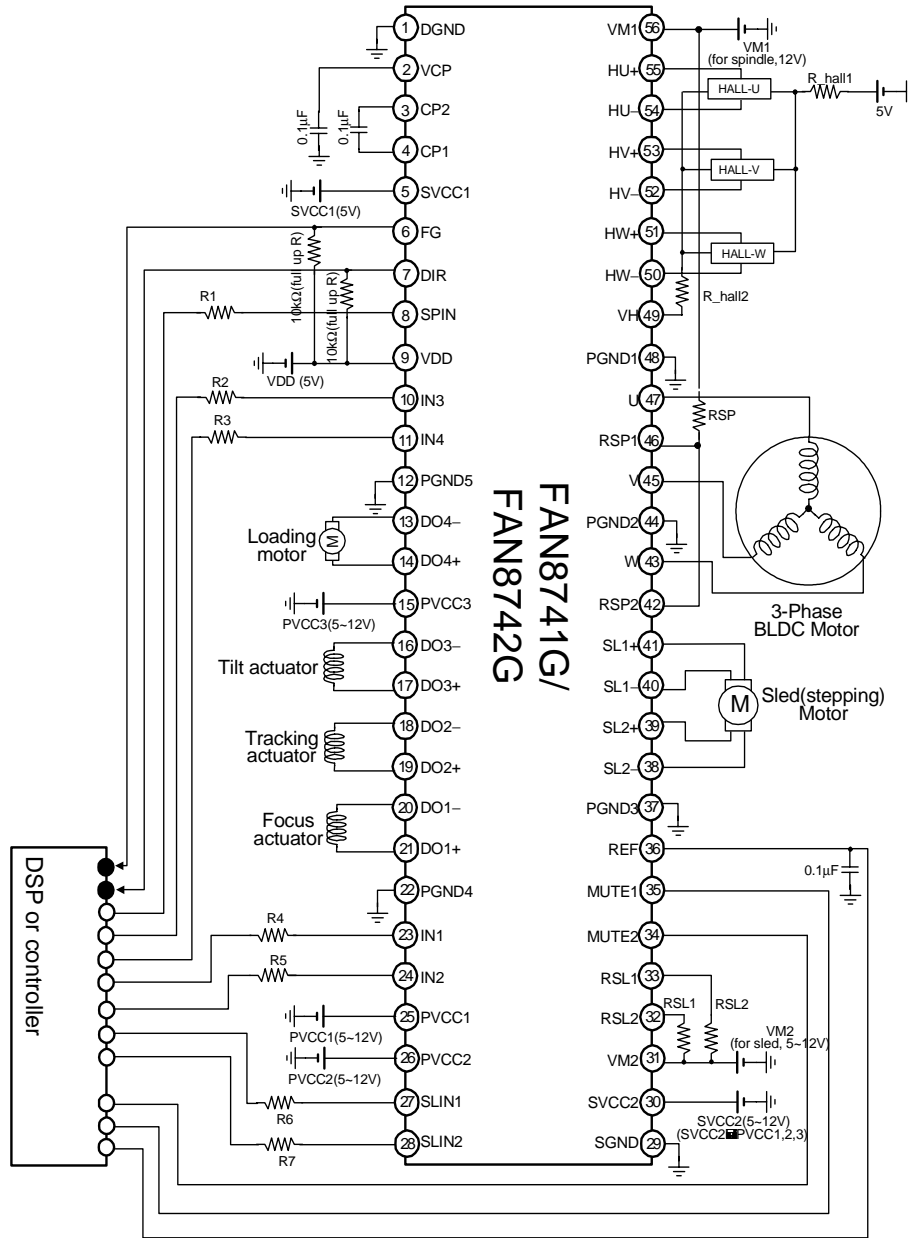 1 DGND
2 VCP
3 CP2
4 CP1
0.1µF
0.1µF
5 SVCC1
SVCC1(5V)
6 FG
7 DIR
10kΩ(full up R)
10kΩ(full up R)
R1
8 SPIN
9 VDD
VDD (5V)
R2
10 IN3
R3
11 IN4
12 PGND5
13 DO4−
Loading
motor
M
14 DO4+
15 PVCC3
PVCC3(5~12V)
16 DO3−
Tilt actuator
17 DO3+
18 DO2−
Tracking
actuator
19 DO2+
20 DO1−
Focus
actuator
21 DO1+
22 PGND4
R4
23 IN1
R5
24 IN2
25 PVCC1
PVCC1(5~12V)
26 PVCC2
PVCC2(5~12V)
27 SLIN1
R6
28 SLIN2
R7
DSP or controller
FAN8741G/
FAN8742G
VM1 56
VM1
(for spindle,12V)
HU+ 55
HALL-U
R_hall1
5V
HU− 54
HV+ 53
HALL-V
HV− 52
HW+ 51
HALL-W
HW− 50
R_hall2
VH 49
PGND1 48
U 47
RSP
RSP1 46
V 45
PGND2 44
W 43
RSP2 42
3-Phase
BLDC Motor
SL1+ 41
SL1− 40
M
Sled(stepping)
Motor
SL2+ 39
SL2− 38
PGND3 37
REF 36
0.1µF
MUTE1 35
MUTE2 34
RSL1 33
RSL1
RSL2
RSL2 32
VM2
(for sled, 5~12V)
VM2 31
SVCC2 30
SVCC2(5~12V)
(SVCC2 PVCC1,2,3)
SGND 29